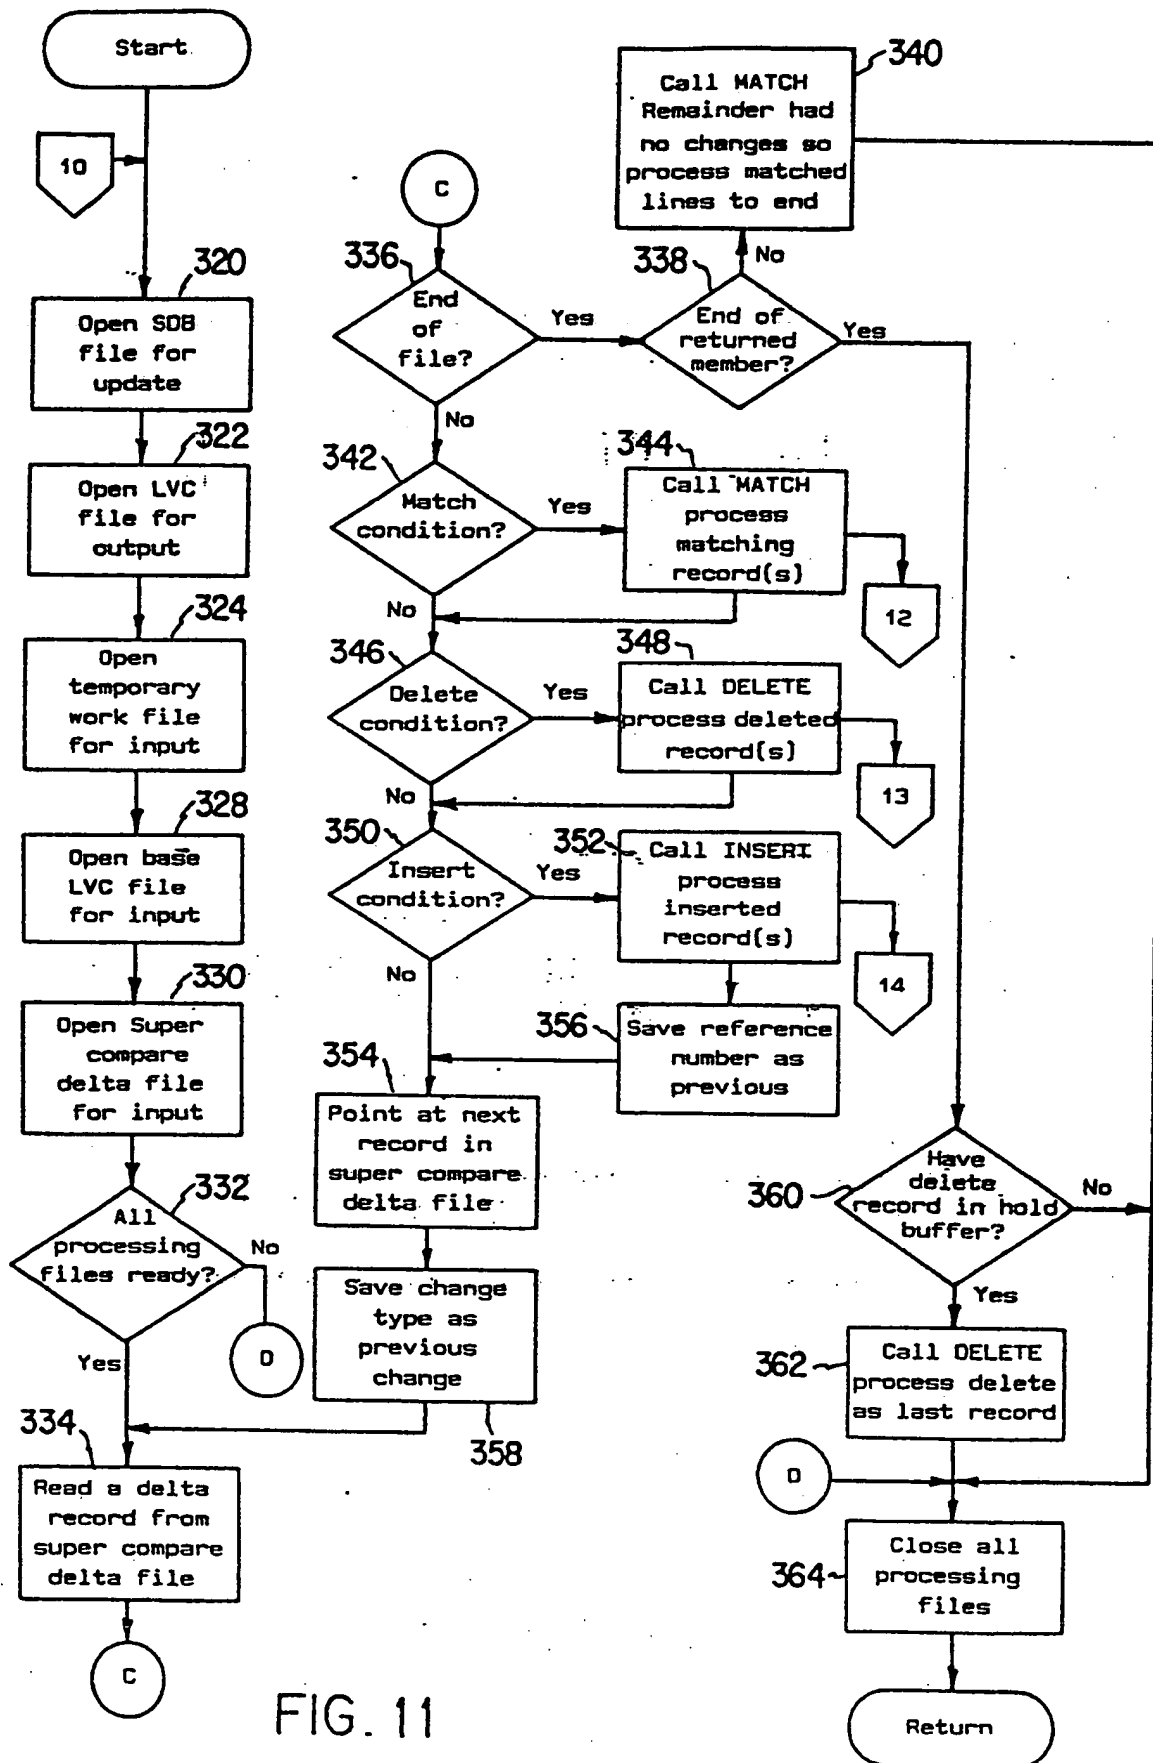 Start
10
320
Open SDB
file for
update
322
Open LVC
file for
output
324
Open
temporary
work file
for input
328
Open base
LVC file
for input
330
Open Super
compare
delta file
for input
332
All
processing
files ready?
No
D
Yes
334
Read a delta
record from
super compare
delta file
C
C
336
End
of
file?
Yes
No
338
End of
returned
member?
No
Yes
340
Call MATCH
Remainder had
no changes so
process matched
lines to end
342
Match
condition?
Yes
No
344
Call MATCH
process
matching
record(s)
12
346
Delete
condition?
Yes
No
348
Call DELETE
process deleted
record(s)
13
350
Insert
condition?
Yes
No
352
Call INSERI
process
inserted
record(s)
14
356
Save reference
number as
previous
354
Point at next
record in
super compare
delta file
Save change
type as
previous
change
358
360
Have
delete
record in hold
buffer?
No
Yes
362
Call DELETE
process delete
as last record
D
364
Close all
processing
files
Return
FIG. 11